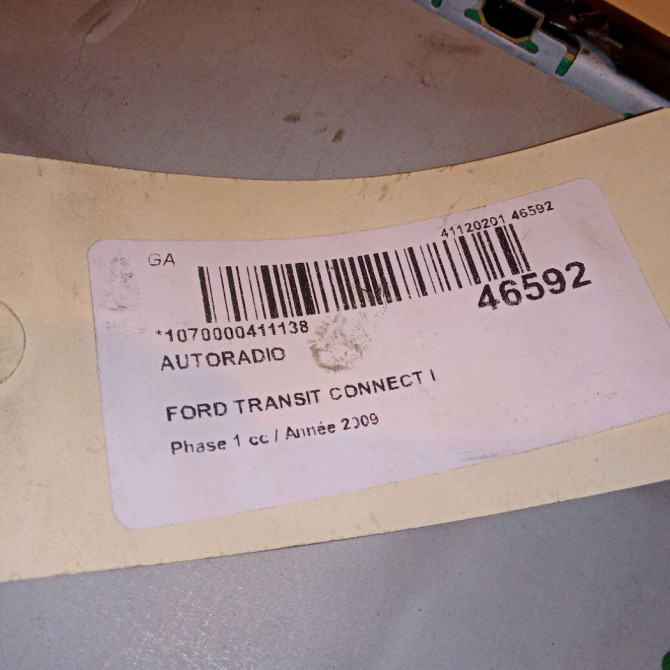 GA
41120201 46592
46592
*1070000411138
AUTORADIO
FORD TRANSIT CONNECT I
Phase 1 cc / Année 2009